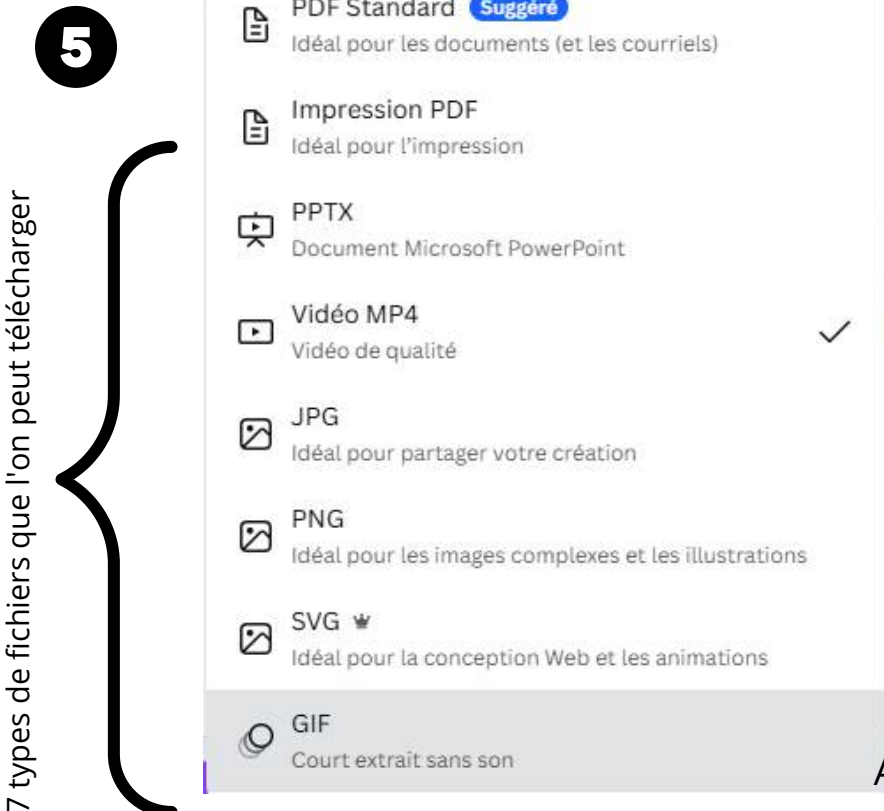 5
PDF Standard Suggéré
Idéal pour les documents (et les courriels)
Impression PDF
Idéal pour l'impression
PPTX
Document Microsoft PowerPoint
Vidéo MP4
Vidéo de qualité
JPG
Idéal pour partager votre création
PNG
Idéal pour les images complexes et les illustrations
SVG
Idéal pour la conception Web et les animations
GIF
Court extrait sans son
7 types de fichiers que l'on peut télécharger